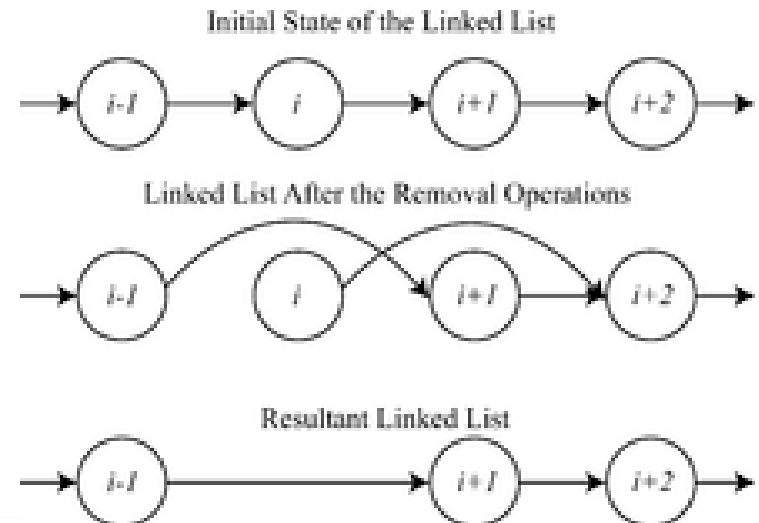 Initial State of the Linked List
i-1 i i+1 i+2
Linked List After the Removal Operations
i-1 i i+1 i+2
Resultant Linked List
i-1 i+1 i+2